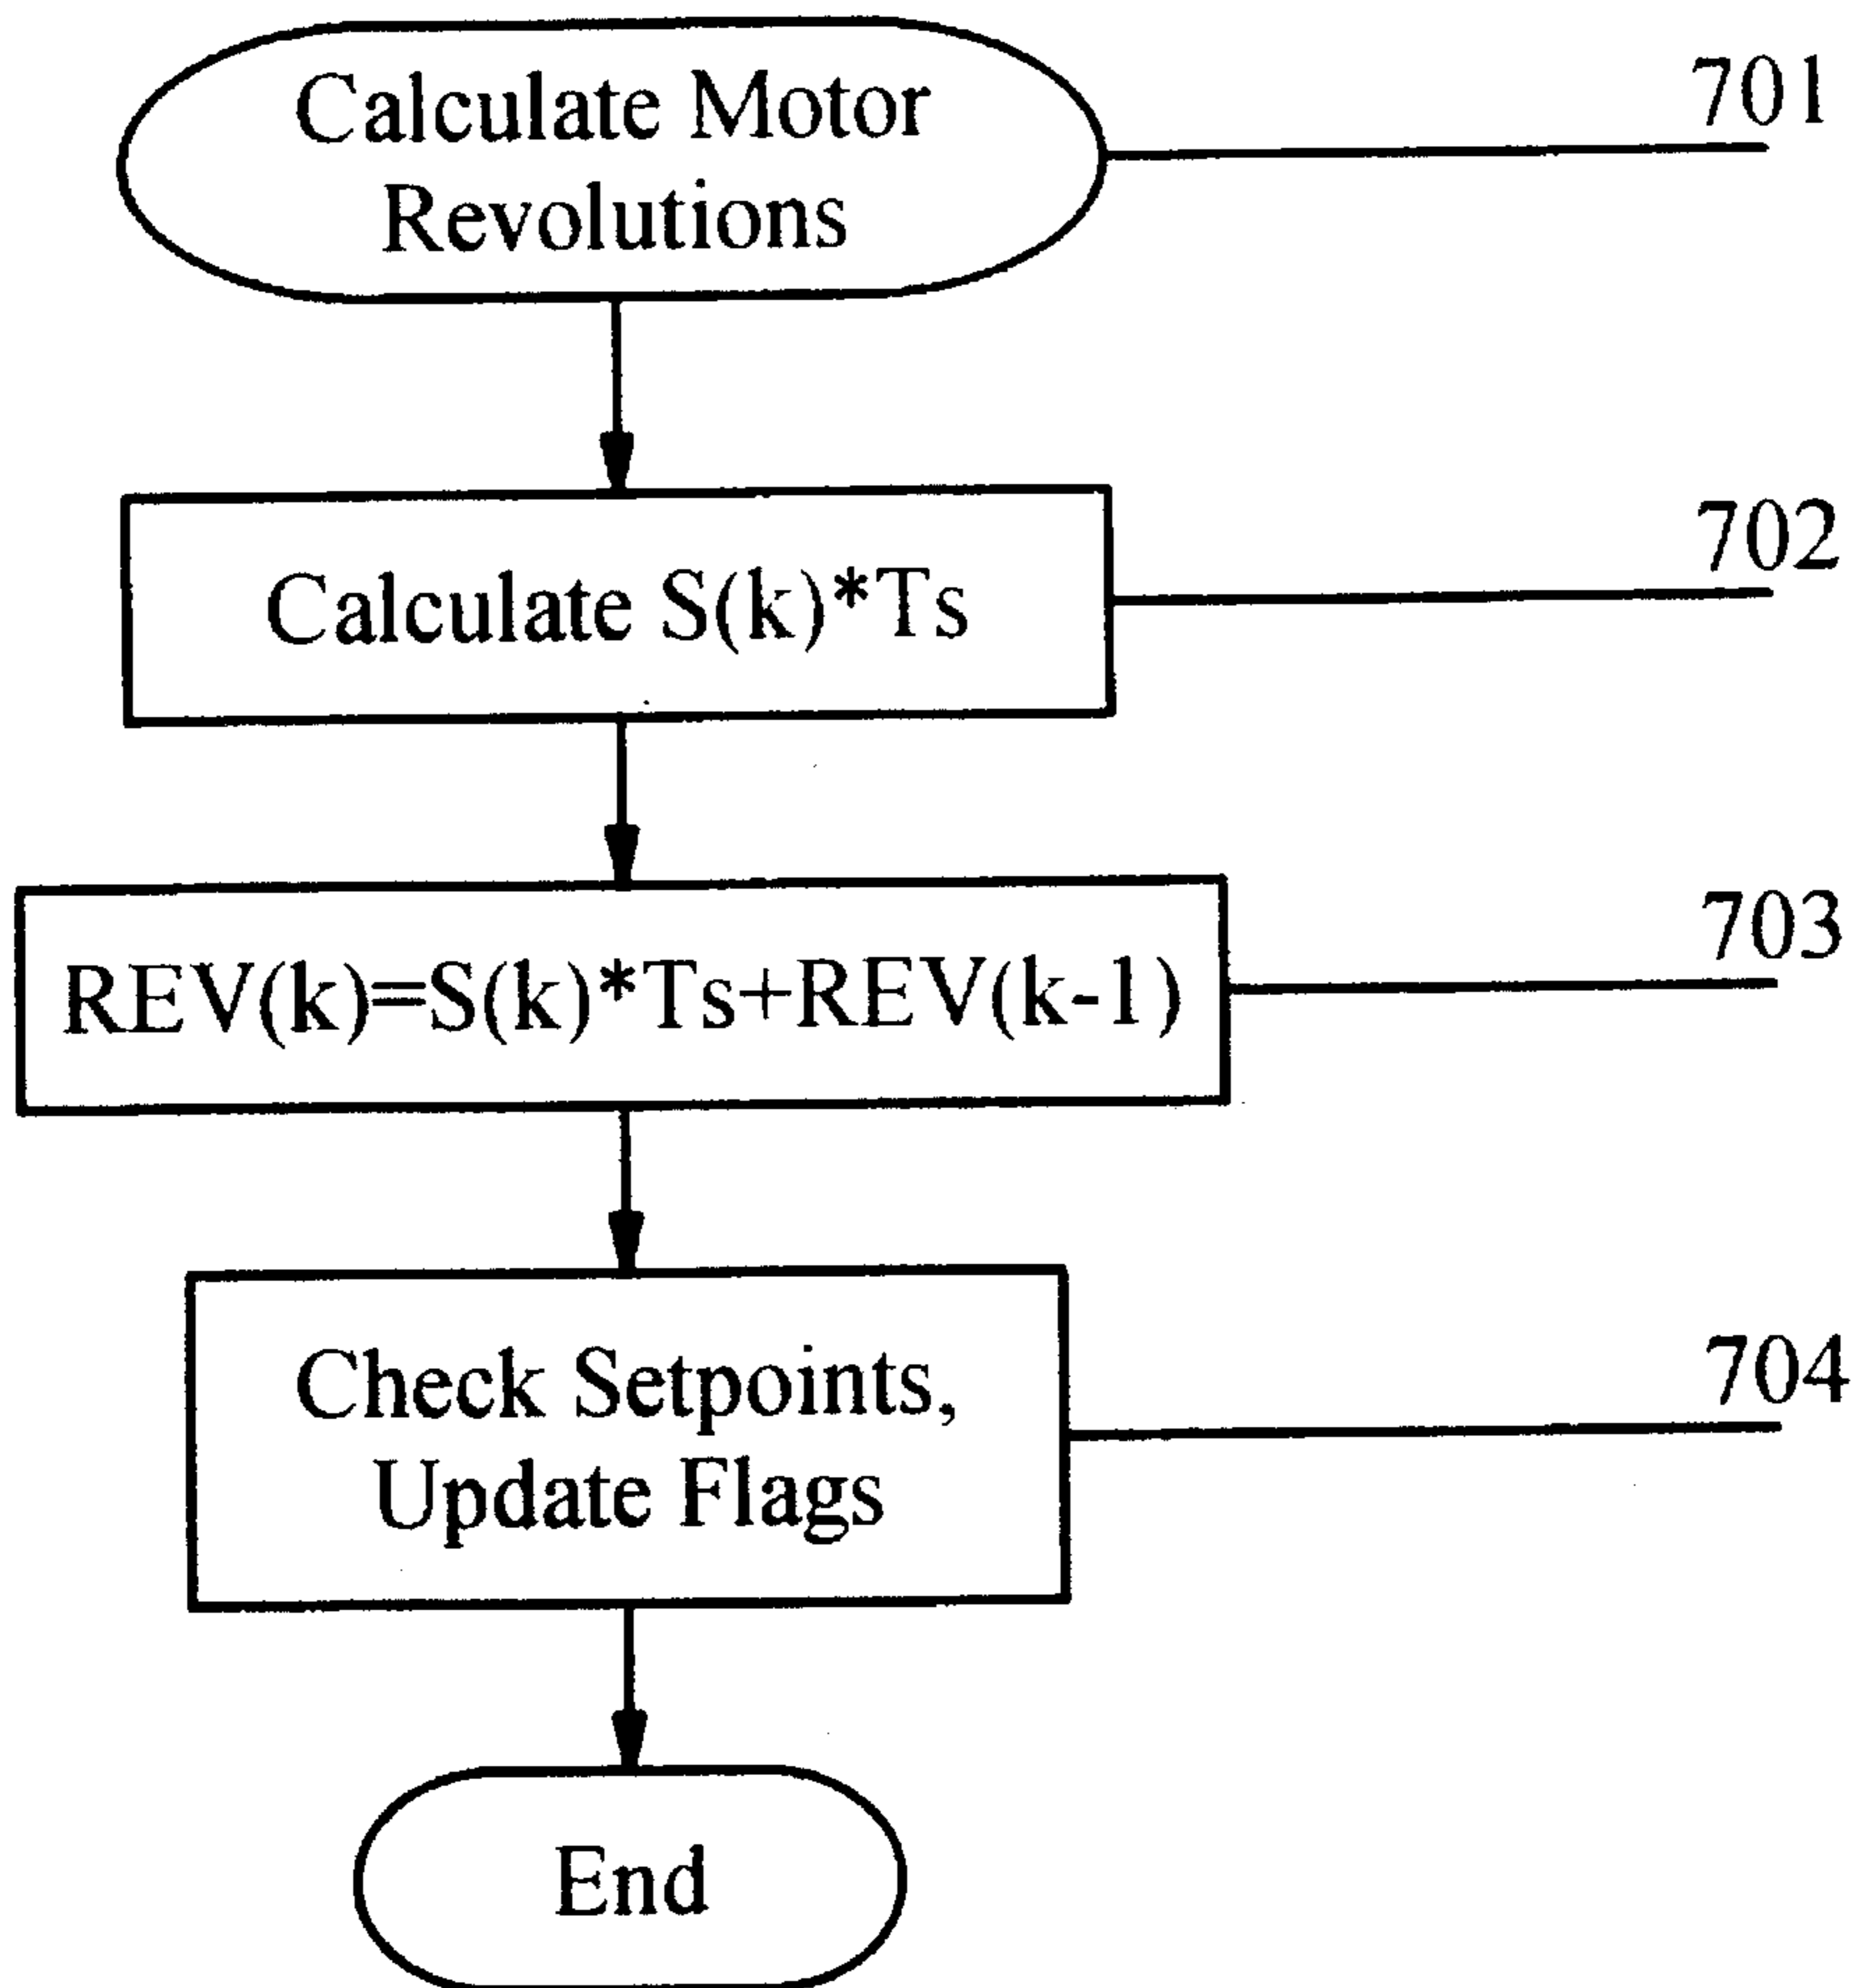 Calculate Motor
Revolutions
701
Calculate S(k)*Ts
702
REV(k)=S(k)*Ts+REV(k-1)
703
Check Setpoints,
Update Flags
704
End